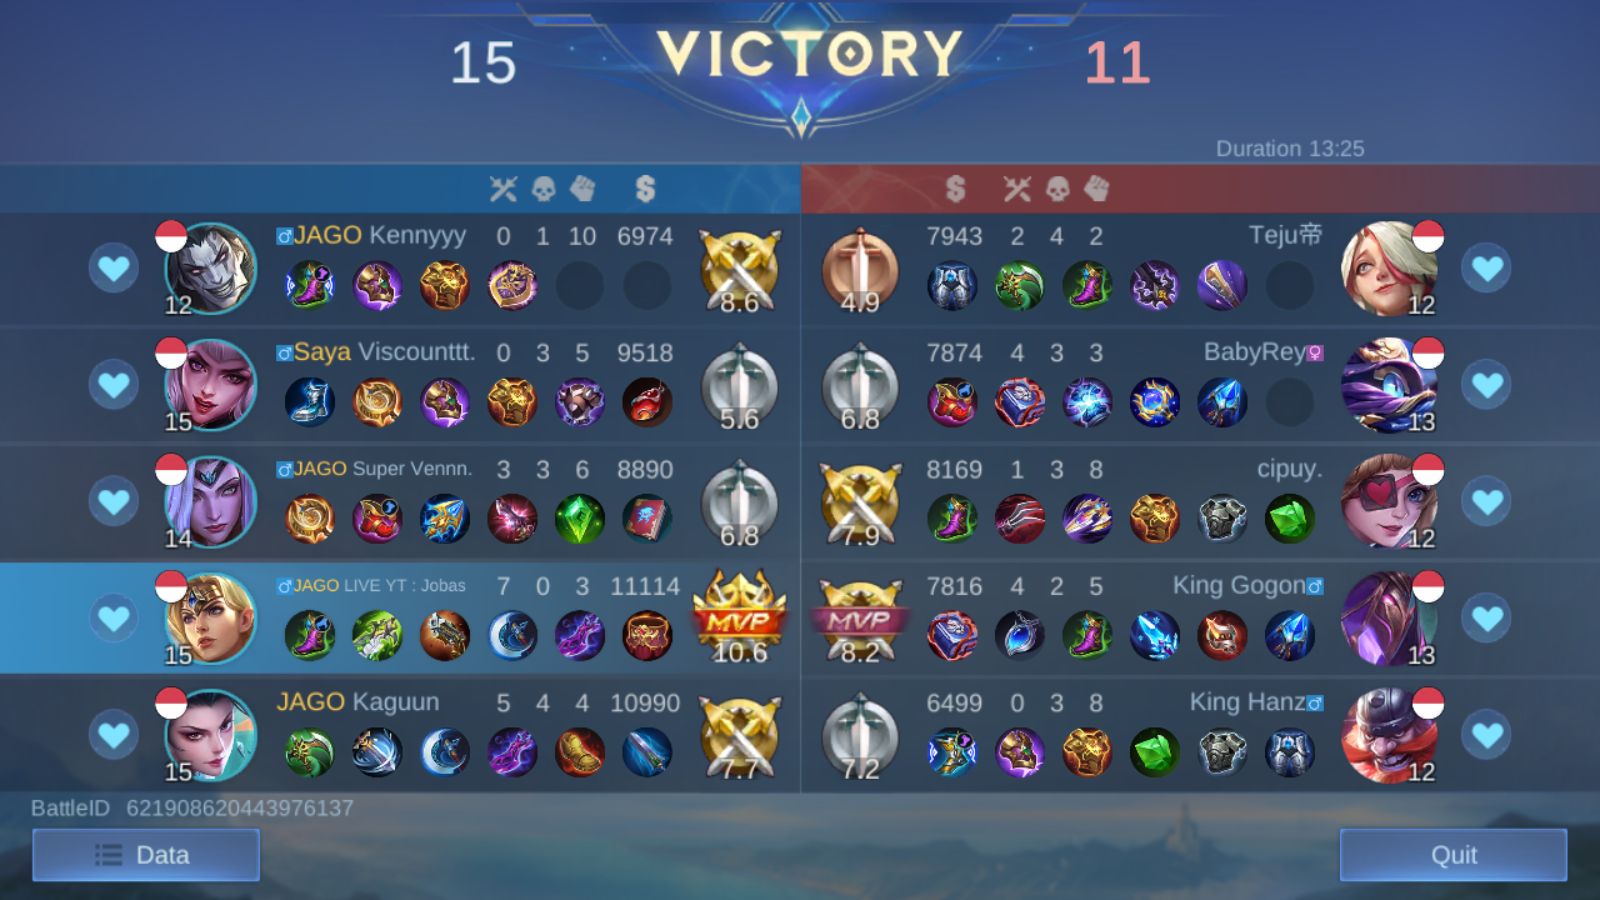 15 VICTORY 11
Duration 13:25
JAGO Kennyyy 0 1 10 6974
12 8.6
7943 2 4 2 Teju帝
4.9 12
Saya Viscounttt. 0 3 5 9518
15 5.6
7874 4 3 3 BabyRey
6.8 13
JAGO Super Vennn. 3 3 6 8890
14 6.8
8169 1 3 8 cipuy.
7.9 12
JAGO LIVE YT : Jobas 7 0 3 11114
MVP
15 10.6
7816 4 2 5 King Gogon
MVP
8.2 13
JAGO Kaguun 5 4 4 10990
15 7.7
6499 0 3 8 King Hanz
7.2 12
BattleID 621908620443976137
Data
Quit